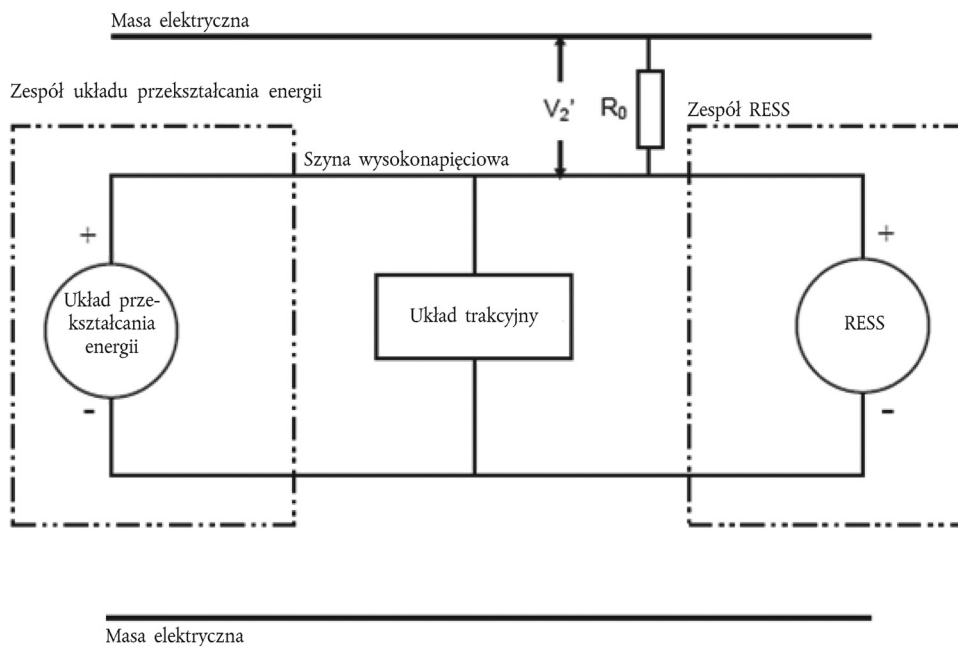 Masa elektryczna
Zespół układu przekształcania energii
V₂'
R₀
Zespół RESS
Szyna wysokonapięciowa
+
+
Układ prze-
kształcania
energii
Układ trakcyjny
RESS
-
-
Masa elektryczna